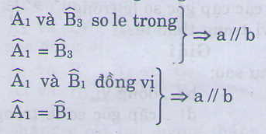 Â₁ và B̂₃ so le trong
Â₁ = B̂₃
⇒ a // b
Â₁ và B̂₁ đồng vị
Â₁ = B̂₁
⇒ a // b